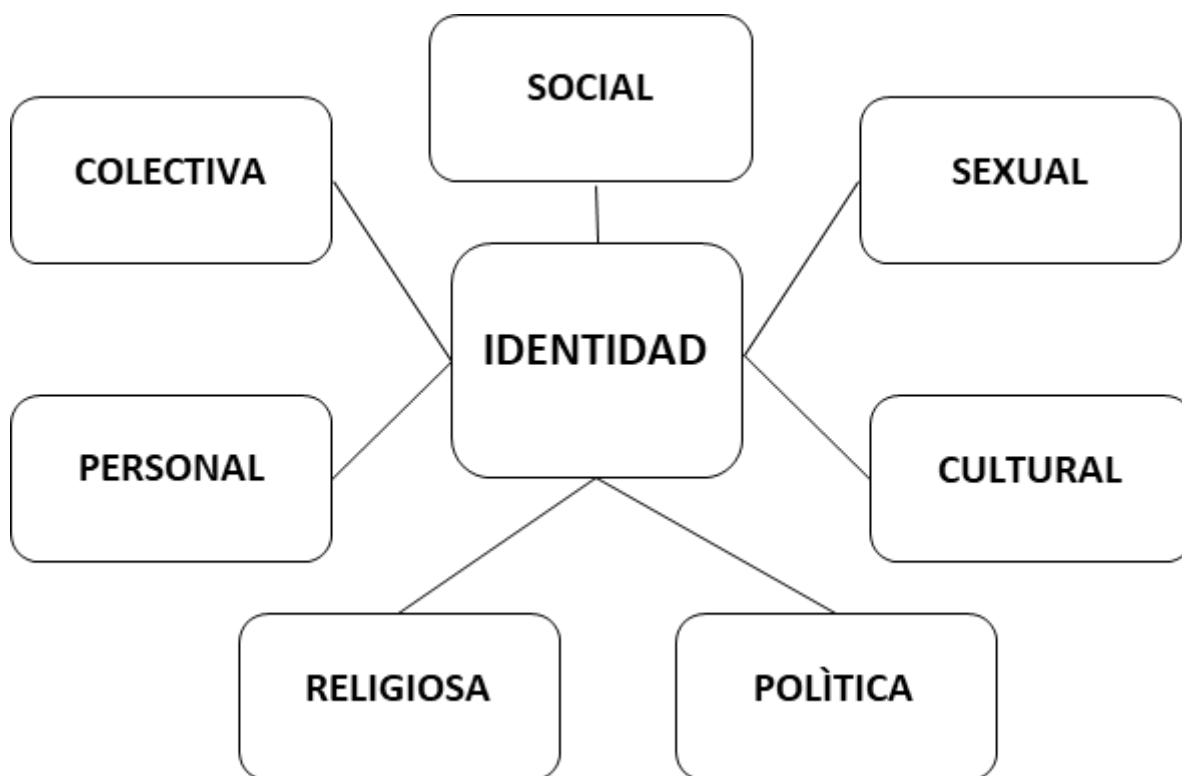 SOCIAL
COLECTIVA
SEXUAL
IDENTIDAD
PERSONAL
CULTURAL
RELIGIOSA
POLÌTICA